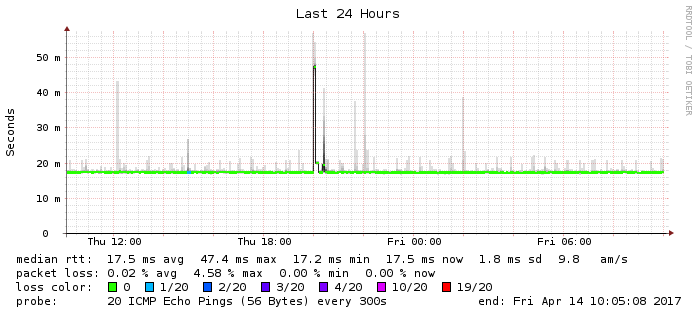 Last 24 Hours
RRDTOOL / TOBI OETIKER
Seconds
50 m
40 m
30 m
20 m
10 m
0
Thu 12:00 Thu 18:00 Fri 00:00 Fri 06:00
median rtt: 17.5 ms avg 47.4 ms max 17.2 ms min 17.5 ms now 1.8 ms sd 9.8 am/s
packet loss: 0.02 % avg 4.58 % max 0.00 % min 0.00 % now
loss color: 0 1/20 2/20 3/20 4/20 10/20 19/20
probe: 20 ICMP Echo Pings (56 Bytes) every 300s end: Fri Apr 14 10:05:08 2017